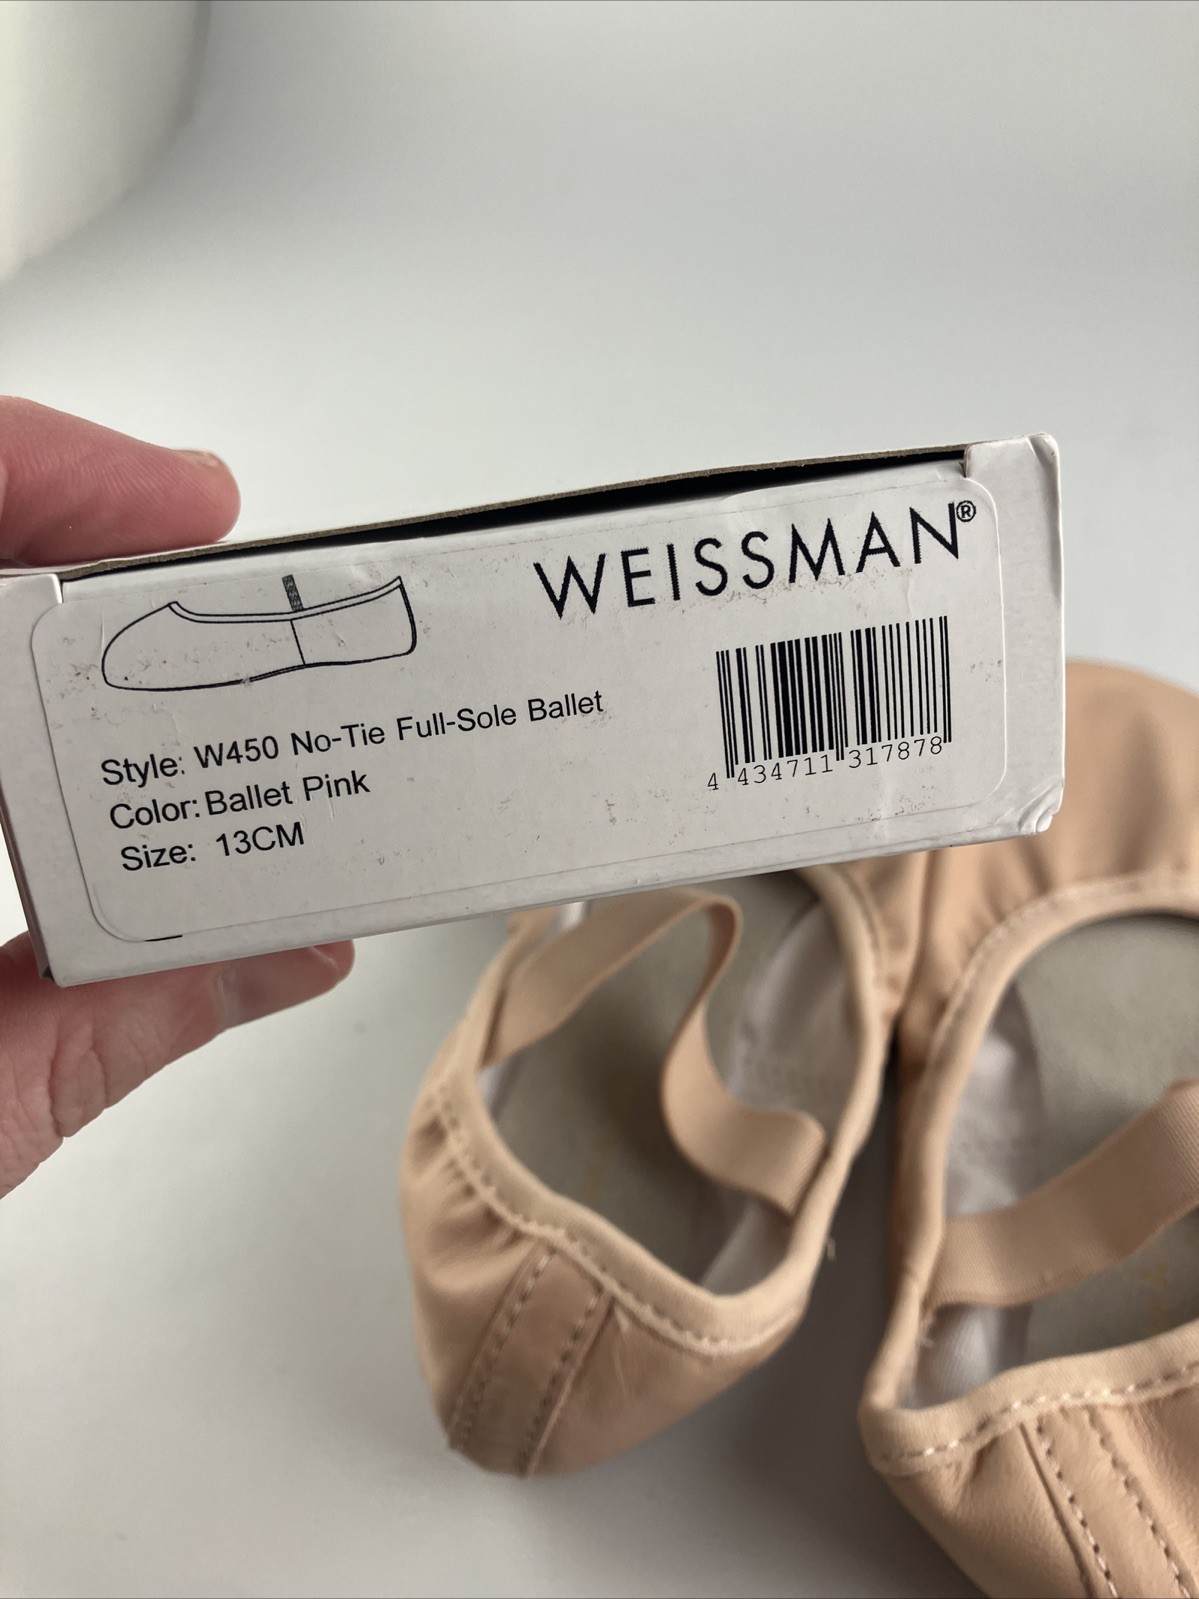 WEISSMAN®
Style: W450 No-Tie Full-Sole Ballet
Color: Ballet Pink
Size: 13CM
4 434711 317878